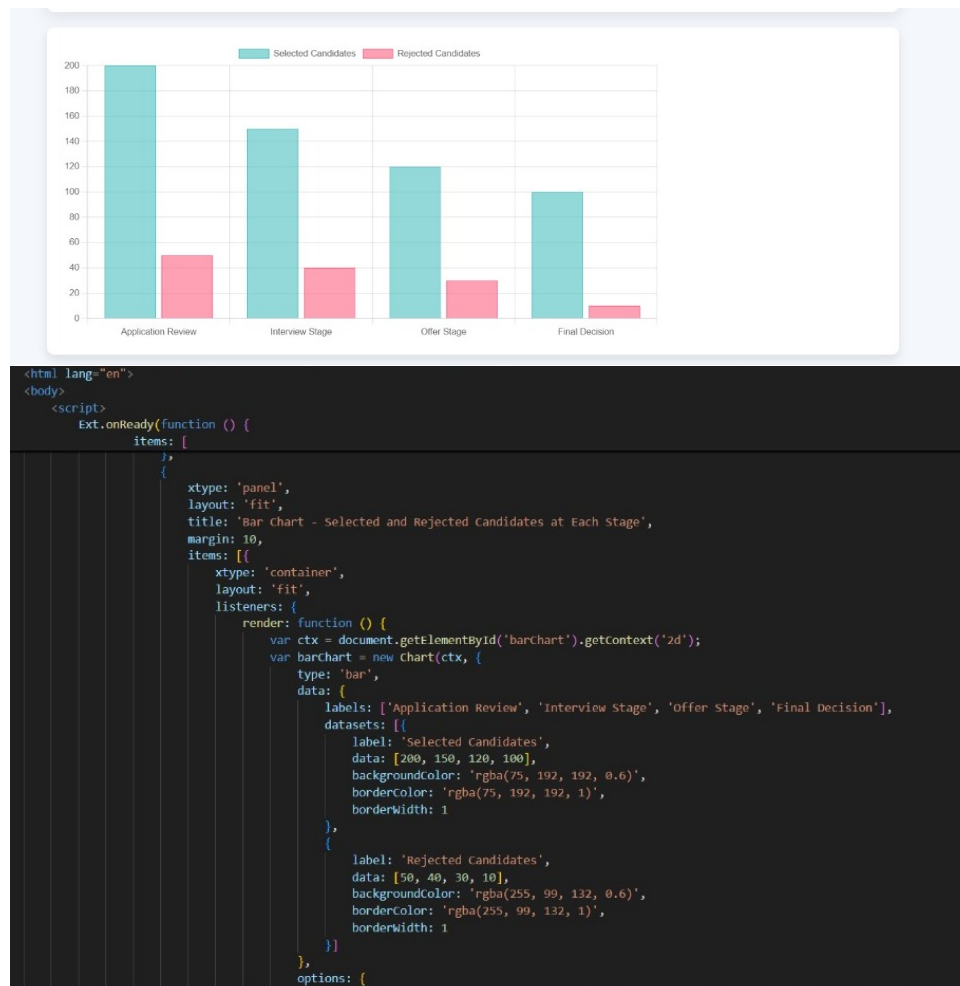 Selected Candidates Rejected Candidates
200
180
160
140
120
100
80
60
40
20
0
Application Review Interview Stage Offer Stage Final Decision
<html lang="en">
<body>
<script>
Ext.onReady(function () {
items: [
},
{
xtype: 'panel',
layout: 'fit',
title: 'Bar Chart - Selected and Rejected Candidates at Each Stage',
margin: 10,
items: [{
xtype: 'container',
layout: 'fit',
listeners: {
render: function () {
var ctx = document.getElementById('barChart').getContext('2d');
var barChart = new Chart(ctx, {
type: 'bar',
data: {
labels: ['Application Review', 'Interview Stage', 'Offer Stage', 'Final Decision'],
datasets: [{
label: 'Selected Candidates',
data: [200, 150, 120, 100],
backgroundColor: 'rgba(75, 192, 192, 0.6)',
borderColor: 'rgba(75, 192, 192, 1)',
borderWidth: 1
},
{
label: 'Rejected Candidates',
data: [50, 40, 30, 10],
backgroundColor: 'rgba(255, 99, 132, 0.6)',
borderColor: 'rgba(255, 99, 132, 1)',
borderWidth: 1
}]
},
options: {